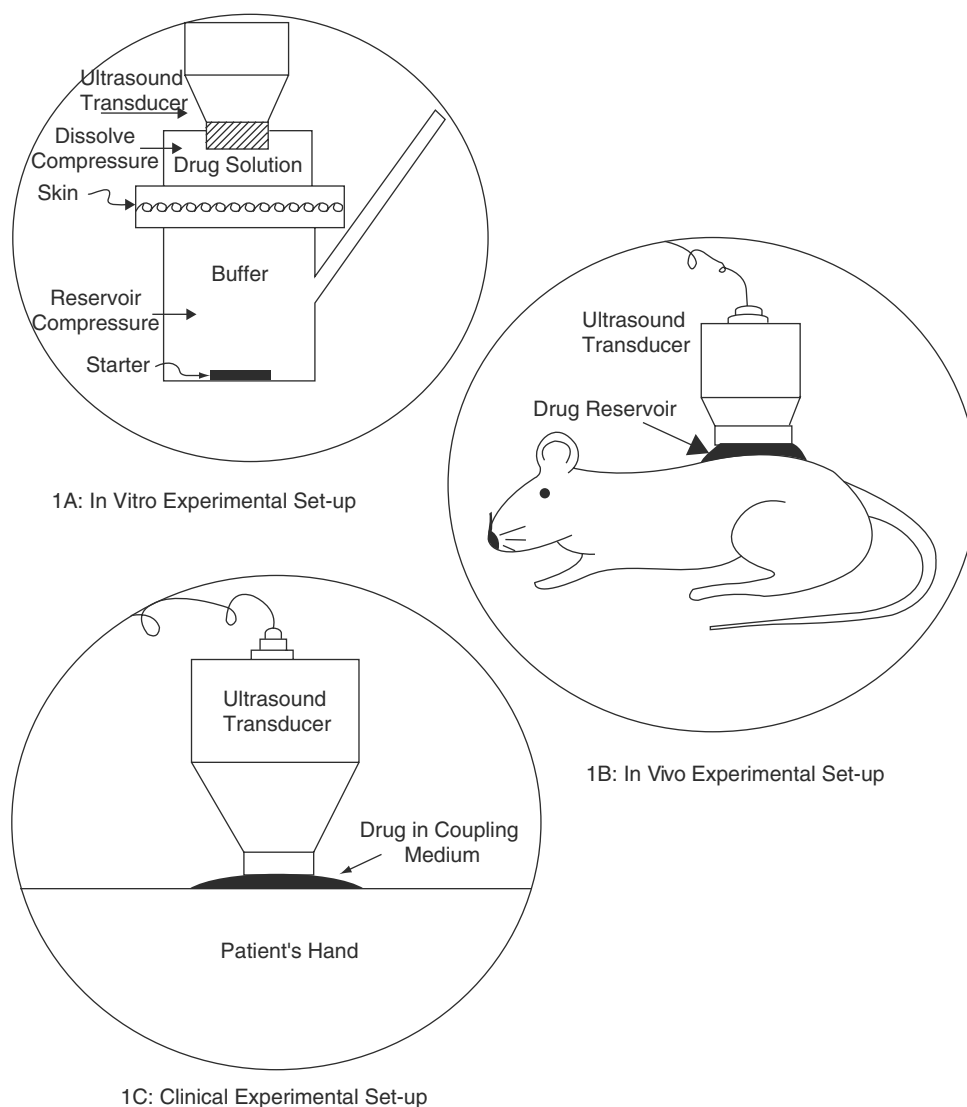 Ultrasound
Transducer
Dissolve
Compressure
Drug Solution
Skin
Buffer
Reservoir
Compressure
Starter
1A: In Vitro Experimental Set-up
Ultrasound
Transducer
Drug Reservoir
1B: In Vivo Experimental Set-up
Ultrasound
Transducer
Drug in Coupling
Medium
Patient's Hand
1C: Clinical Experimental Set-up